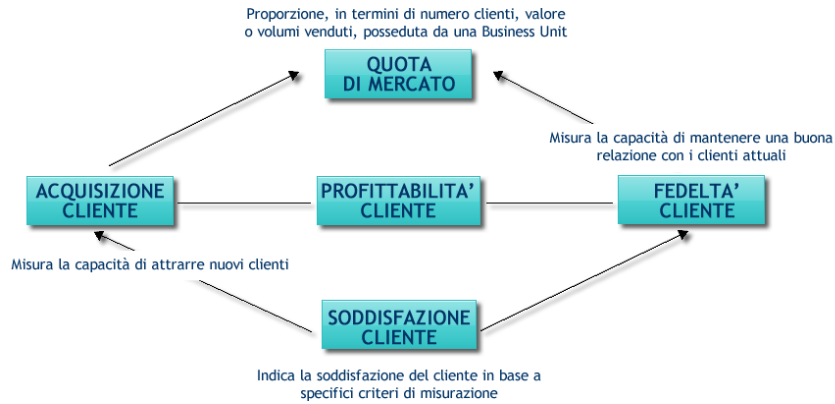 Proporzione, in termini di numero clienti, valore
o volumi venduti, posseduta da una Business Unit
QUOTA
DI MERCATO
Misura la capacità di mantenere una buona
relazione con i clienti attuali
ACQUISIZIONE
CLIENTE
PROFITTABILITA’
CLIENTE
FEDELTA’
CLIENTE
Misura la capacità di attrarre nuovi clienti
SODDISFAZIONE
CLIENTE
Indica la soddisfazione del cliente in base a
specifici criteri di misurazione